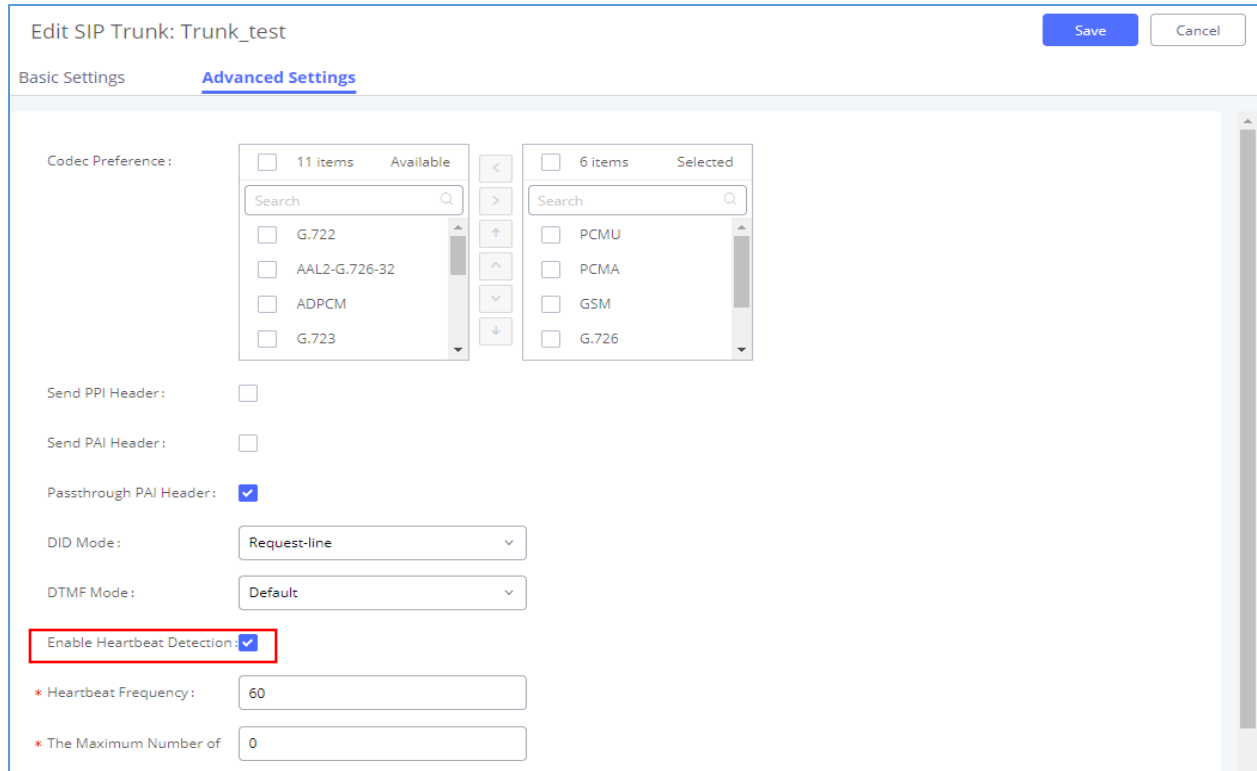 Edit SIP Trunk: Trunk_test
Save
Cancel
Basic Settings
Advanced Settings
Codec Preference:
11 items Available
6 items Selected
Search
Search
G.722
PCMU
AAL2-G.726-32
PCMA
ADPCM
GSM
G.723
G.726
Send PPI Header:
Send PAI Header:
Passthrough PAI Header:
DID Mode: Request-line
DTMF Mode: Default
Enable Heartbeat Detection:
* Heartbeat Frequency: 60
* The Maximum Number of 0